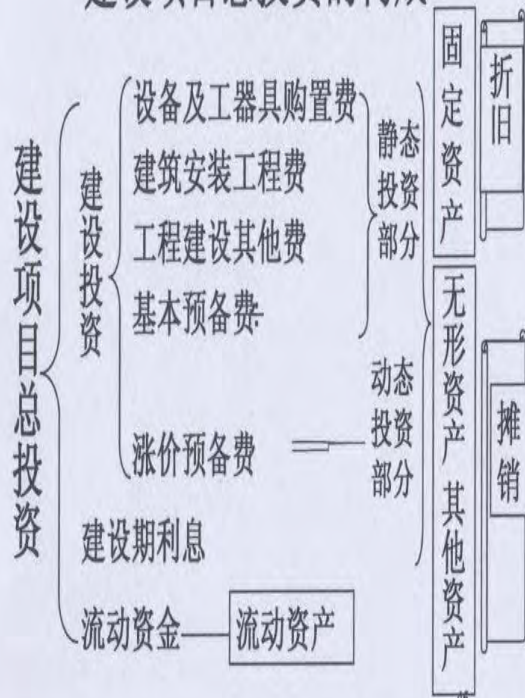 建设项目总投资
建设投资
设备及工器具购置费
建筑安装工程费
工程建设其他费
基本预备费
涨价预备费
建设期利息
流动资金
流动资产
静态
投资
部分
动态
投资
部分
固定资产
无形资产 其他资产
折旧
摊销